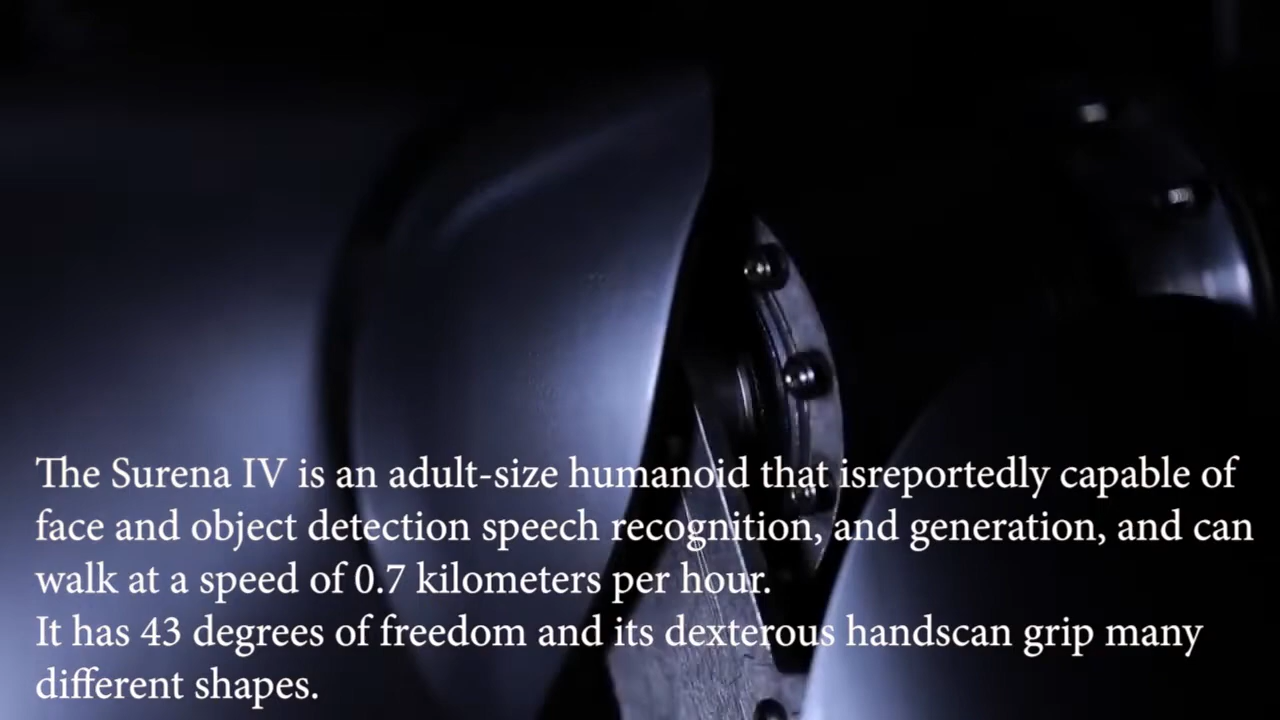 The Surena IV is an adult-size humanoid that isreportedly capable of
face and object detection speech recognition, and generation, and can
walk at a speed of 0.7 kilometers per hour.
It has 43 degrees of freedom and its dexterous handscan grip many
different shapes.